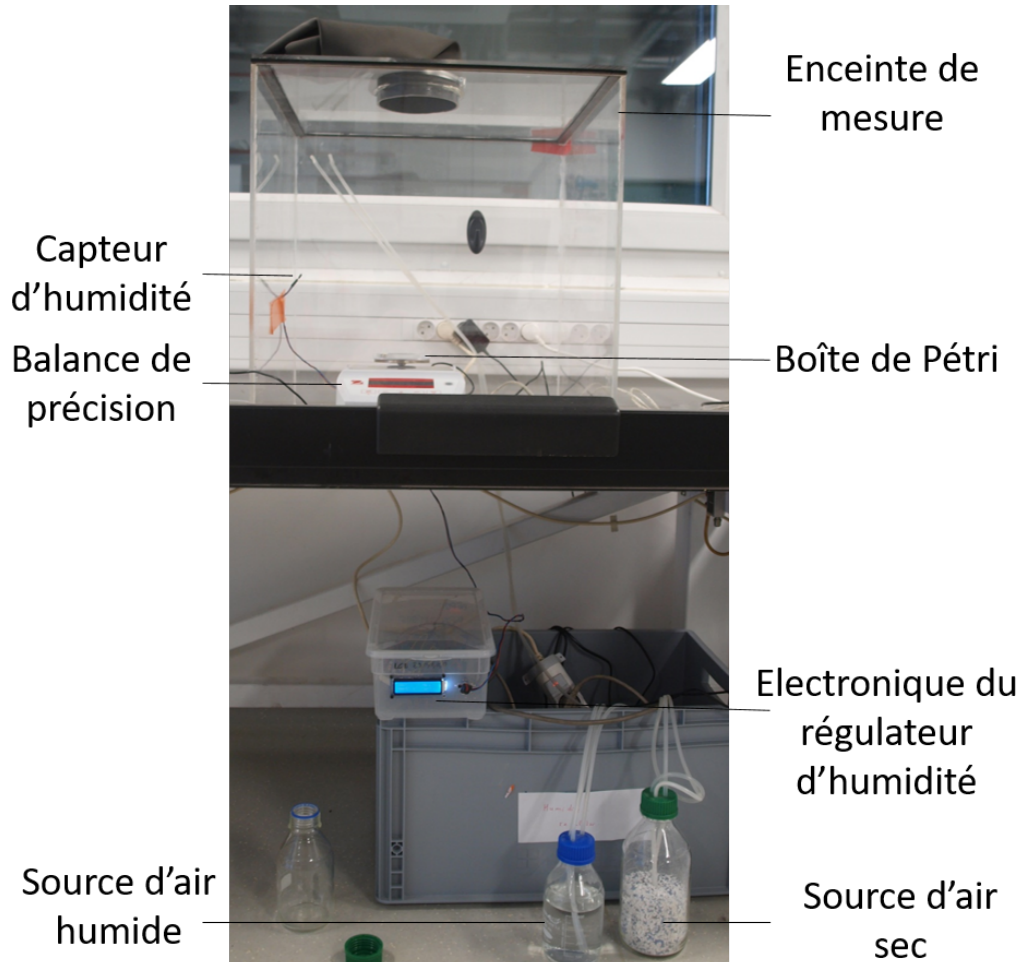 Enceinte de
mesure
Capteur
d’humidité
Balance de
précision
Boîte de Pétri
Electronique du
régulateur
d’humidité
Source d’air
humide
Source d’air
sec